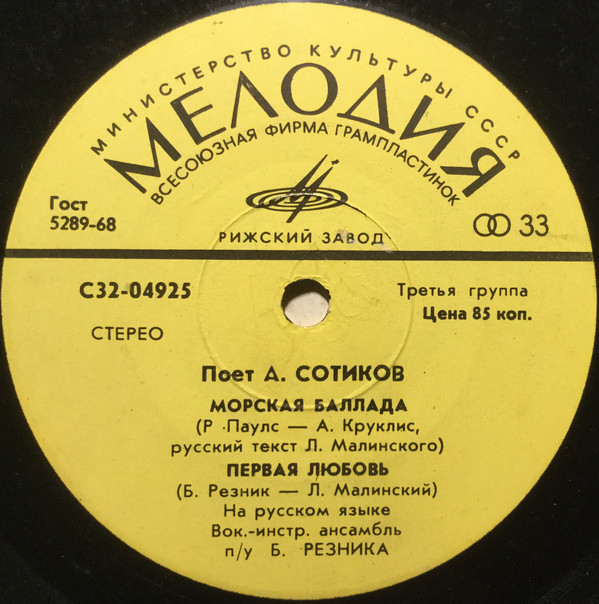 МИНИСТЕРСТВО КУЛЬТУРЫ СССР
МЕЛОДИЯ
ВСЕСОЮЗНАЯ ФИРМА ГРАМПЛАСТИНОК
Гост
5289-68
33
РИЖСКИЙ ЗАВОД
С32-04925
Третья группа
Цена 85 коп.
СТЕРЕО
Поет А. СОТИКОВ
МОРСКАЯ БАЛЛАДА
(Р .Паулс — А. Круклис,
русский текст Л. Малинского)
ПЕРВАЯ ЛЮБОВЬ
(Б. Резник — Л. Малинский)
На русском языке
Вок.-инстр. ансамбль
п/у Б. РЕЗНИКА